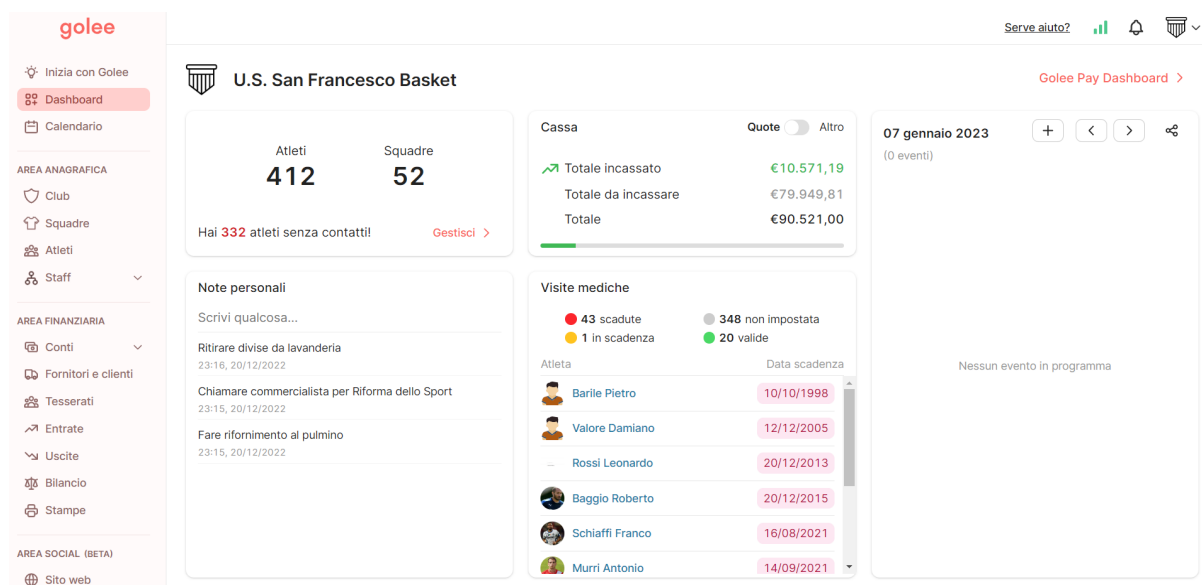 golee
Serve aiuto?
Inizia con Golee
Dashboard
Calendario
AREA ANAGRAFICA
Club
Squadre
Atleti
Staff
AREA FINANZIARIA
Conti
Fornitori e clienti
Tesserati
Entrate
Uscite
Bilancio
Stampe
AREA SOCIAL (BETA)
Sito web
U.S. San Francesco Basket
Golee Pay Dashboard
Atleti
412
Squadre
52
Hai 332 atleti senza contatti!
Gestisci
Cassa
Quote Altro
Totale incassato €10.571,19
Totale da incassare €79.949,81
Totale €90.521,00
07 gennaio 2023
(0 eventi)
Nessun evento in programma
Note personali
Scrivi qualcosa...
Ritirare divise da lavanderia
23:16, 20/12/2022
Chiamare commercialista per Riforma dello Sport
23:15, 20/12/2022
Fare rifornimento al pulmino
23:15, 20/12/2022
Visite mediche
43 scadute
348 non impostata
1 in scadenza
20 valide
Atleta Data scadenza
Barile Pietro 10/10/1998
Valore Damiano 12/12/2005
Rossi Leonardo 20/12/2013
Baggio Roberto 20/12/2015
Schiaffi Franco 16/08/2021
Murri Antonio 14/09/2021